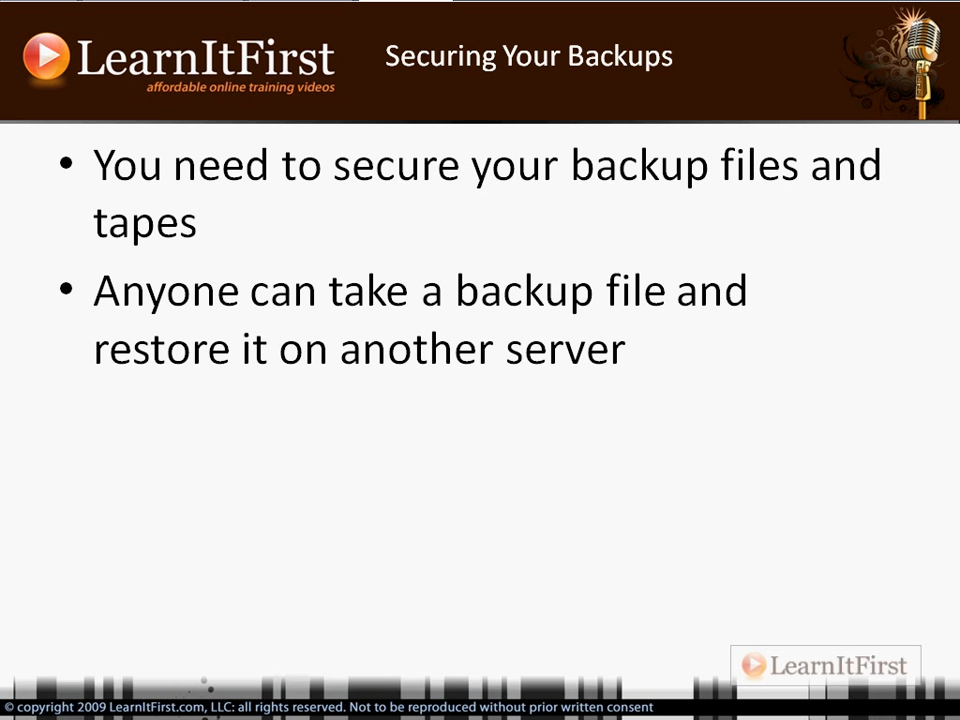 LearnItFirst
affordable online training videos
Securing Your Backups
• You need to secure your backup files and
tapes
• Anyone can take a backup file and
restore it on another server
LearnItFirst
© copyright 2009 LearnItFirst.com, LLC: all rights reserved. Not to be reproduced without prior written consent